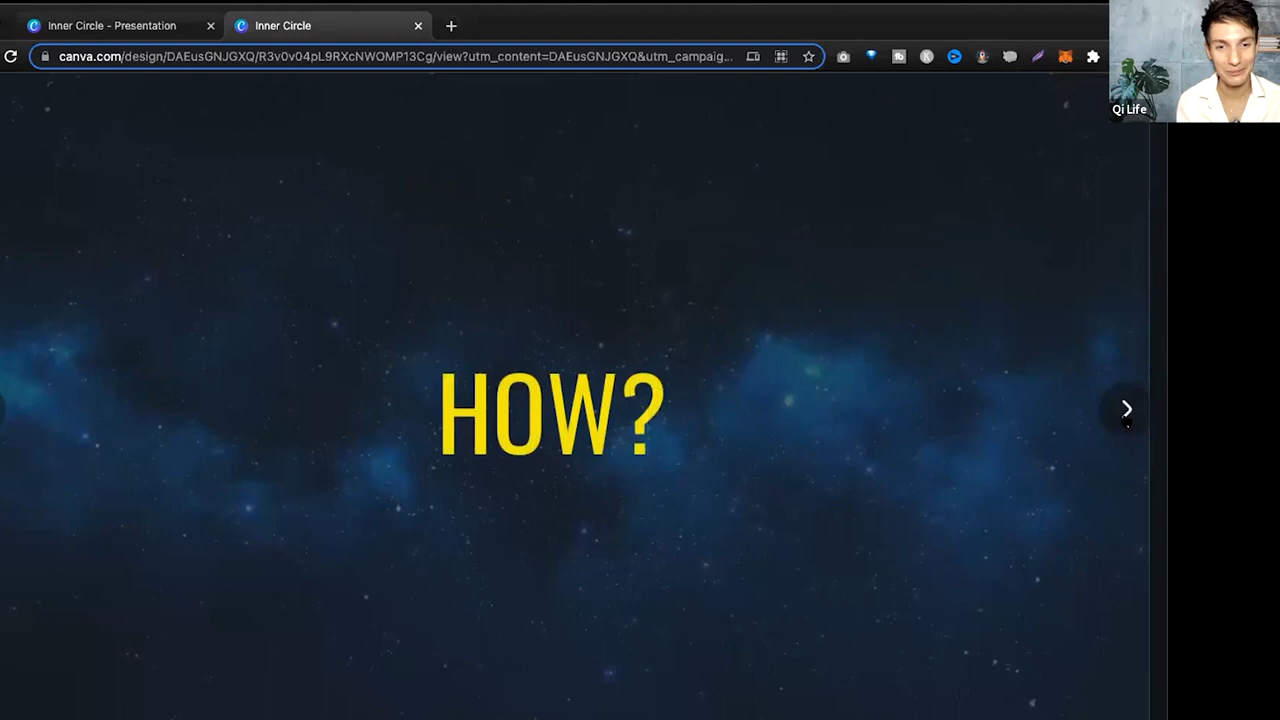 Inner Circle - Presentation
Inner Circle
canva.com/design/DAEusGNJGXQ/R3v0v04pL9RXcNWOMP13Cg/view?utm_content=DAEusGNJGXQ&utm_campaig...
Qi Life
HOW?